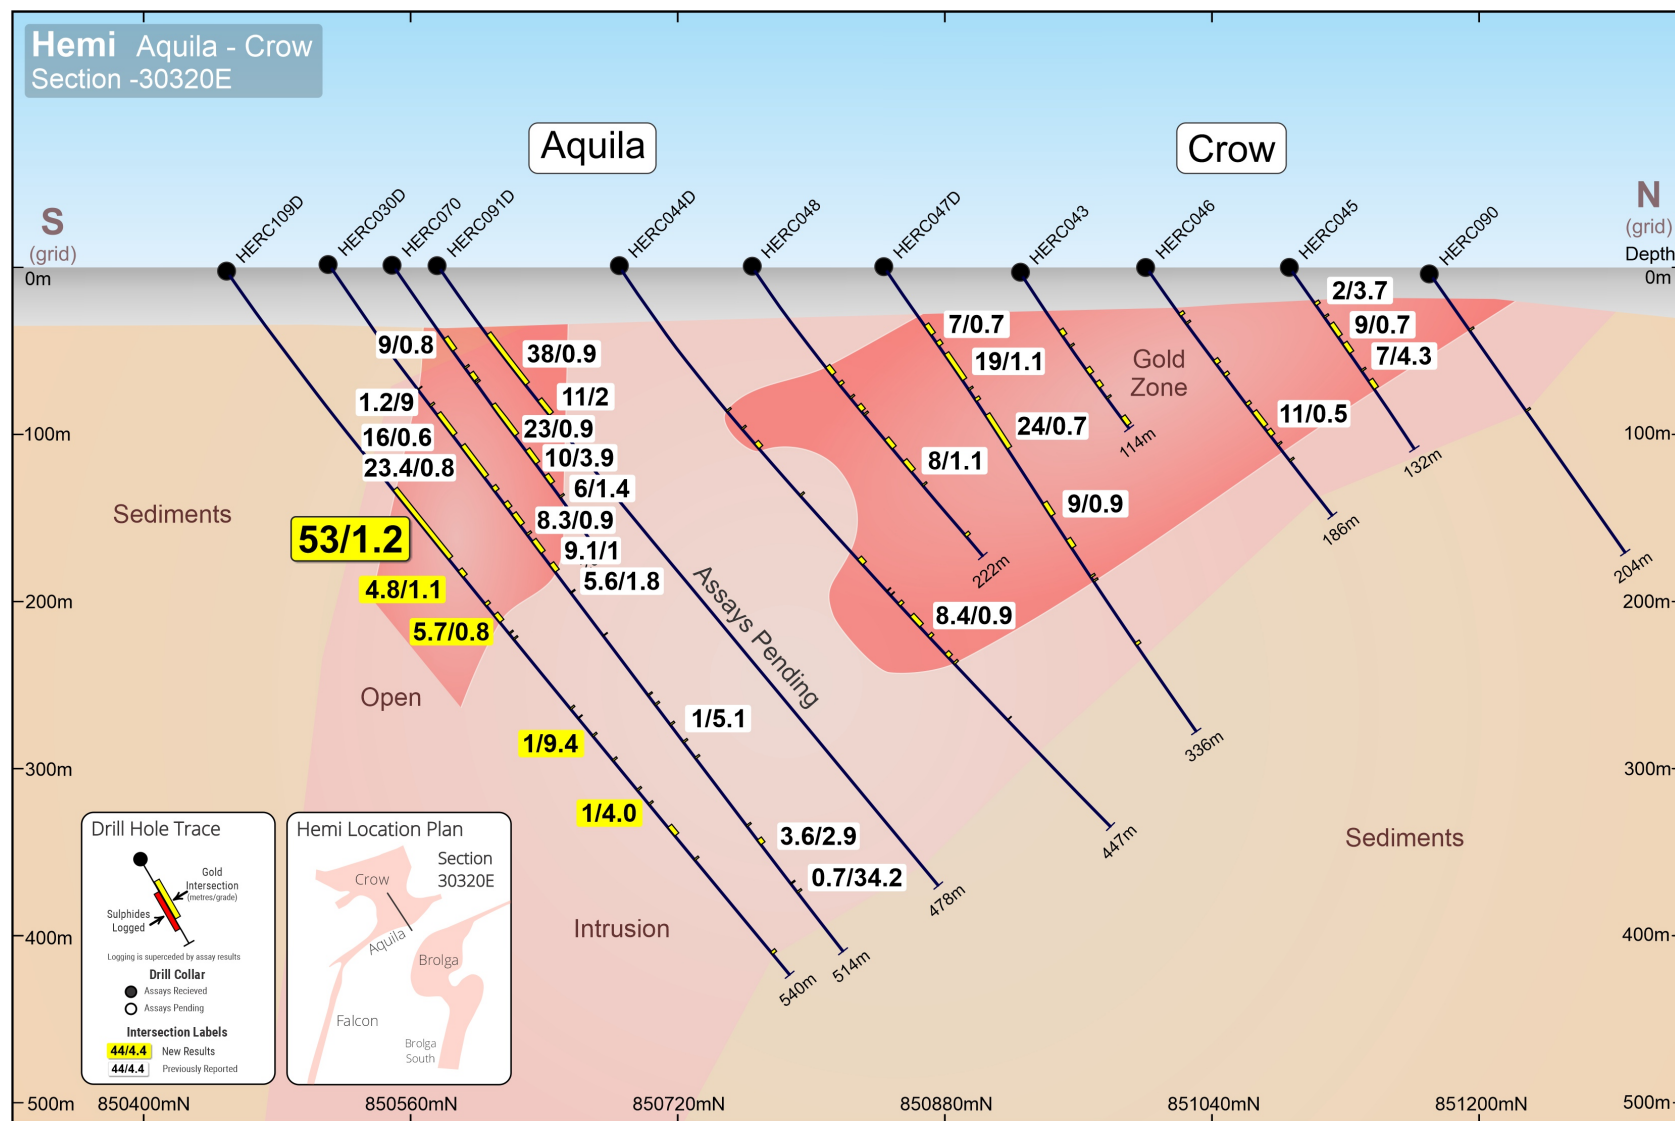 Hemi Aquila - Crow
Section -30320E
Aquila
Crow
S
(grid)
N
(grid)
Depth
0m
0m
HERC109D
HERC030D
HERC070
HERC091D
HERC044D
HERC048
HERC047D
HERC043
HERC046
HERC045
HERC090
2/3.7
9/0.7
7/4.3
7/0.7
19/1.1
24/0.7
9/0.9
11/0.5
8/1.1
8.4/0.9
Gold
Zone
9/0.8
38/0.9
11/2
1.2/9
23/0.9
16/0.6
10/3.9
23.4/0.8
6/1.4
8.3/0.9
53/1.2
9.1/1
4.8/1.1
5.6/1.8
5.7/0.8
1/5.1
1/9.4
1/4.0
3.6/2.9
0.7/34.2
Assays Pending
Sediments
Open
Intrusion
Sediments
114m
132m
186m
204m
222m
336m
447m
478m
514m
540m
100m
100m
200m
200m
300m
300m
400m
400m
500m
500m
850400mN
850560mN
850720mN
850880mN
851040mN
851200mN
Drill Hole Trace
Gold
Intersection
(metres/grade)
Sulphides
Logged
Logging is superceded by assay results
Drill Collar
Assays Recieved
Assays Pending
Intersection Labels
44/4.4 New Results
44/4.4 Previously Reported
Hemi Location Plan
Section
30320E
Crow
Aquila
Brolga
Falcon
Brolga
South